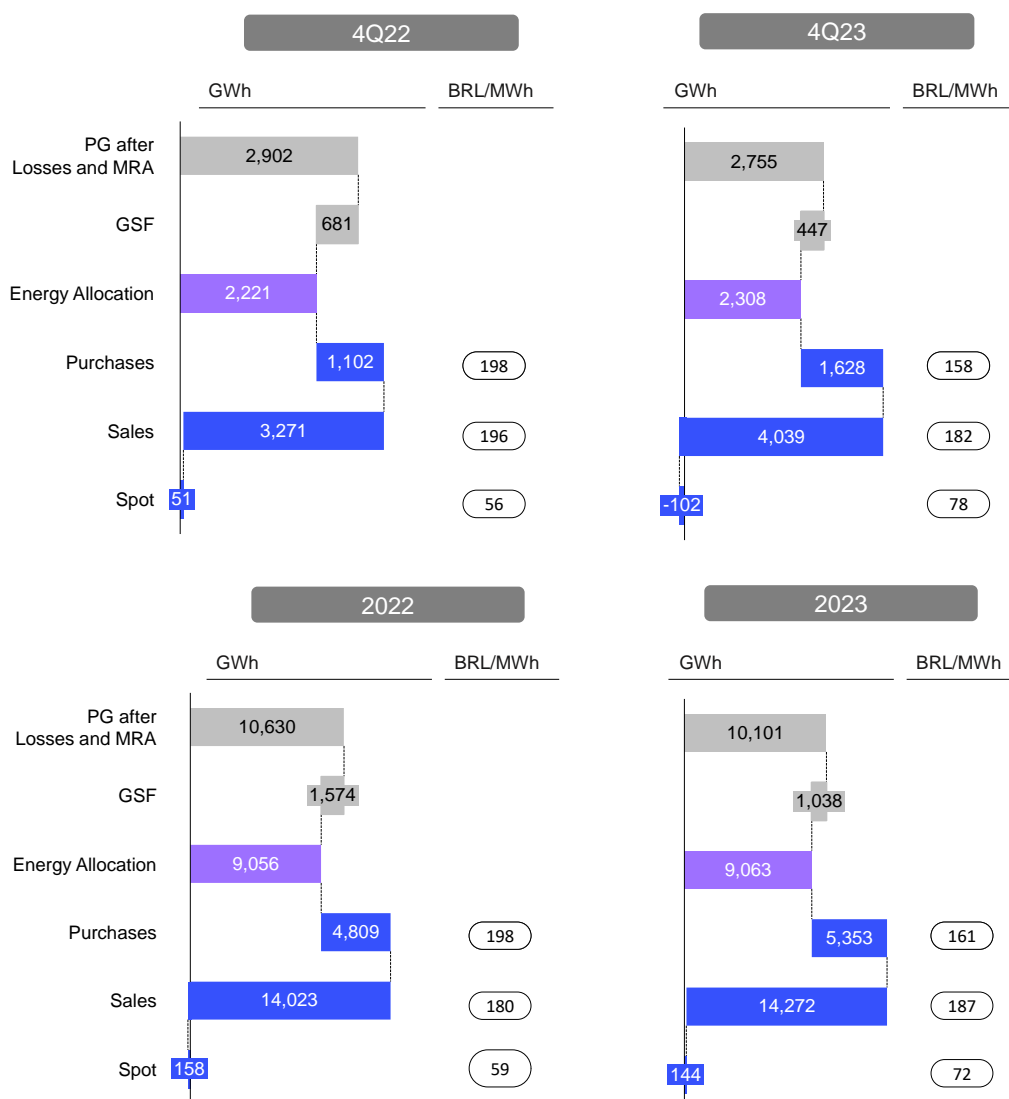 4Q22
4Q23
GWh
BRL/MWh
GWh
BRL/MWh
PG after
Losses and MRA
2,902
2,755
GSF
681
447
Energy Allocation
2,221
2,308
Purchases
1,102
198
1,628
158
Sales
3,271
196
4,039
182
Spot
51
56
-102
78
2022
2023
GWh
BRL/MWh
GWh
BRL/MWh
PG after
Losses and MRA
10,630
10,101
GSF
1,574
1,038
Energy Allocation
9,056
9,063
Purchases
4,809
198
5,353
161
Sales
14,023
180
14,272
187
Spot
158
59
144
72